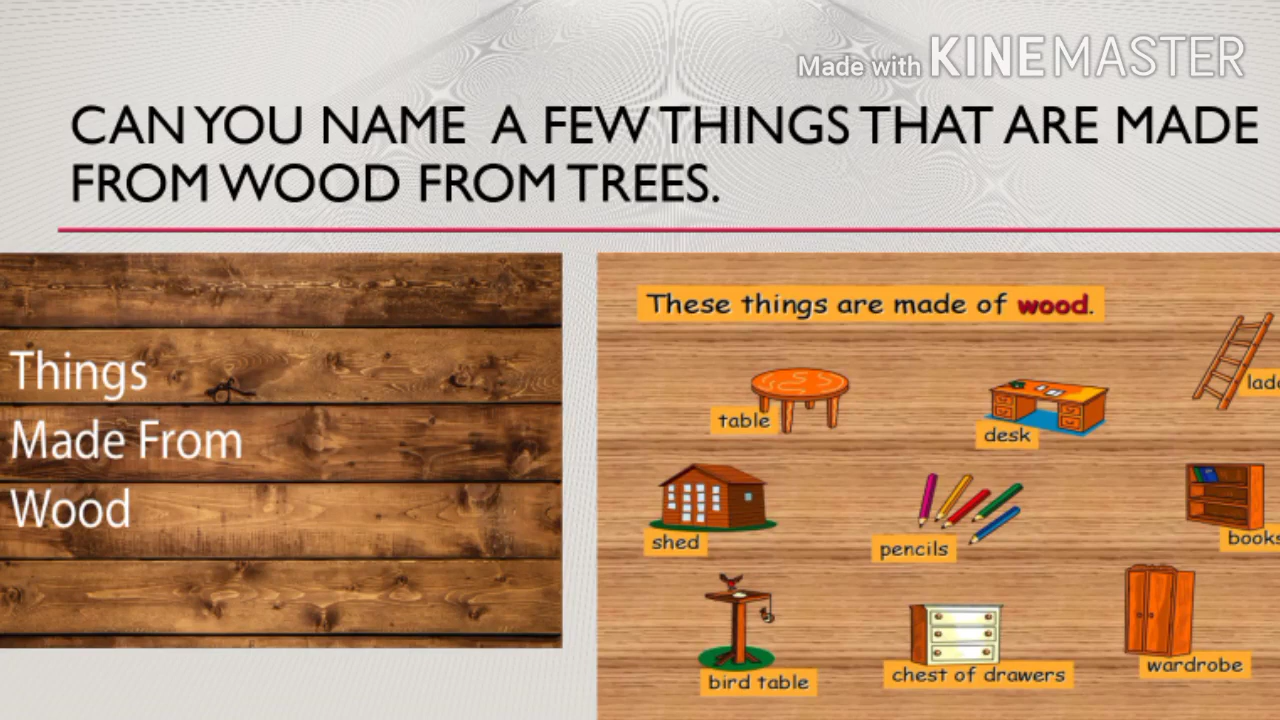 Made with KINEMASTER
CAN YOU NAME A FEW THINGS THAT ARE MADE
FROM WOOD FROM TREES.
Things
Made From
Wood
These things are made of wood.
table
desk
shed
pencils
bird table
chest of drawers
wardrobe